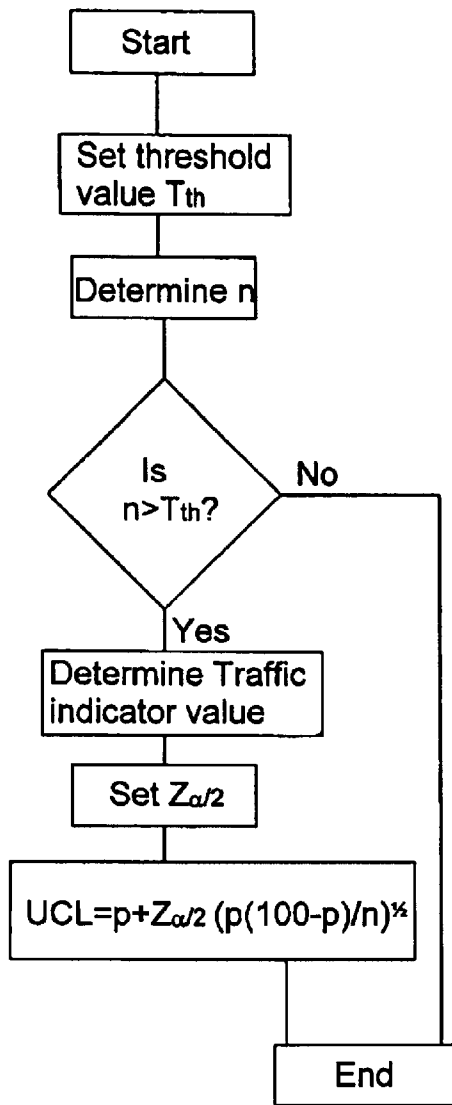 Start
Set threshold
value Tth
Determine n
Is
n>Tth?
No
Yes
Determine Traffic
indicator value
Set Zα/2
UCL=p+Zα/2 (p(100-p)/n)½
End